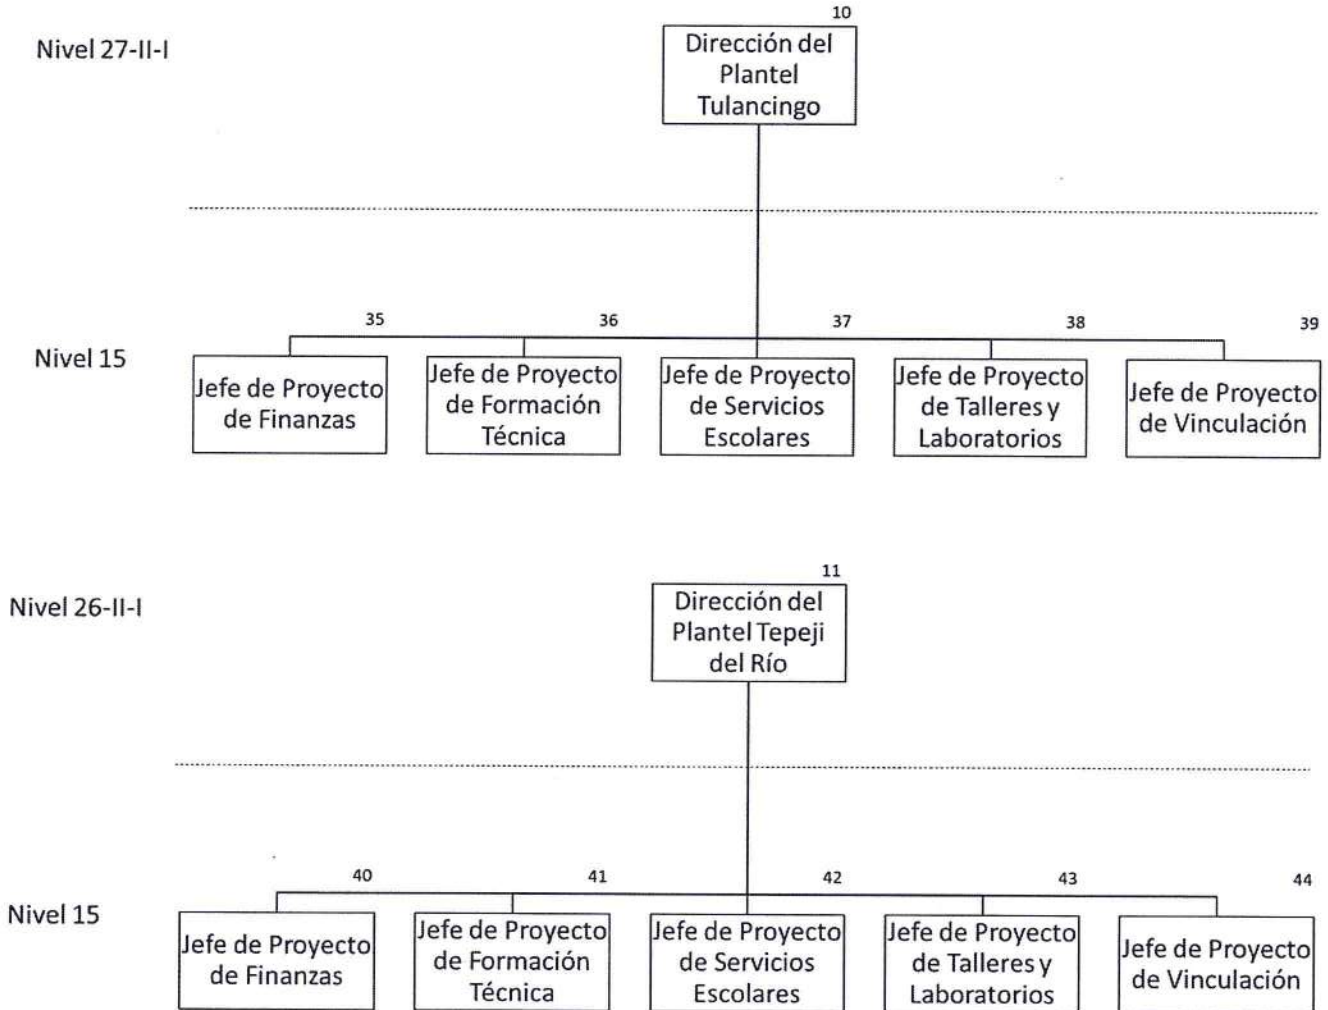 10
Nivel 27-II-I
Dirección del
Plantel
Tulancingo
35
36
37
38
39
Nivel 15
Jefe de Proyecto
de Finanzas
Jefe de Proyecto
de Formación
Técnica
Jefe de Proyecto
de Servicios
Escolares
Jefe de Proyecto
de Talleres y
Laboratorios
Jefe de Proyecto
de Vinculación
11
Nivel 26-II-I
Dirección del
Plantel Tepeji
del Río
40
41
42
43
44
Nivel 15
Jefe de Proyecto
de Finanzas
Jefe de Proyecto
de Formación
Técnica
Jefe de Proyecto
de Servicios
Escolares
Jefe de Proyecto
de Talleres y
Laboratorios
Jefe de Proyecto
de Vinculación